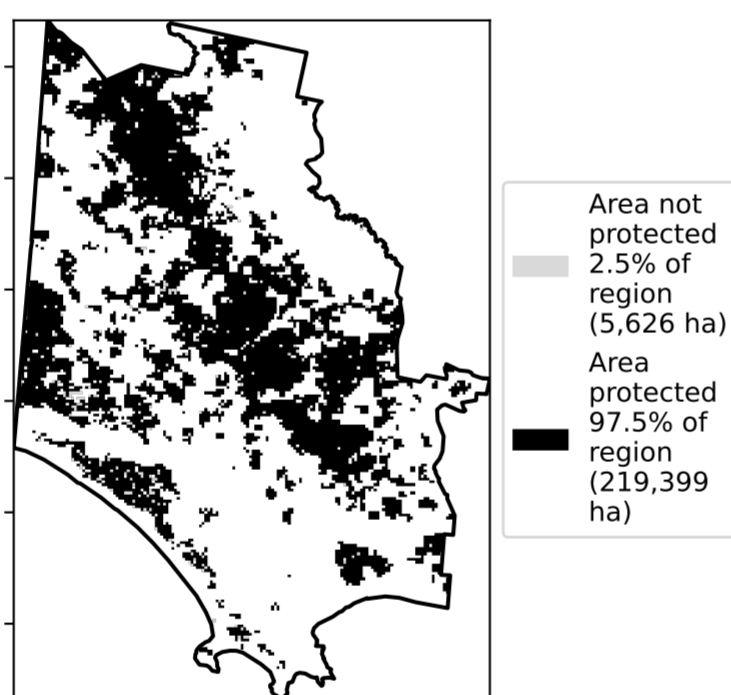 Area not
protected
2.5% of
region
(5,626 ha)
Area
protected
97.5% of
region
(219,399
ha)